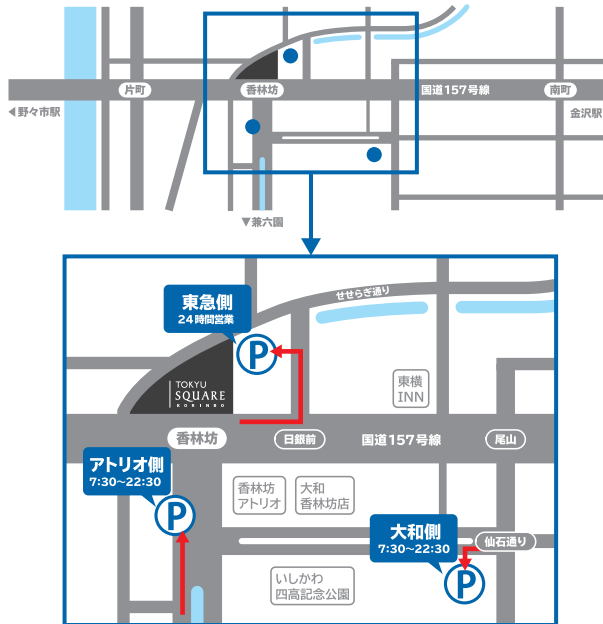 片町
香林坊
国道157号線
南町
◀野々市駅
金沢駅
▼兼六園
せせらぎ通り
東急側
24時間営業
P
TOKYU
SQUARE
KORINBO
東横
INN
香林坊
日銀前
国道157号線
尾山
アトリオ側
7:30~22:30
P
香林坊
アトリオ
大和
香林坊店
大和側
7:30~22:30
仙石通り
P
いしかわ
四高記念公園